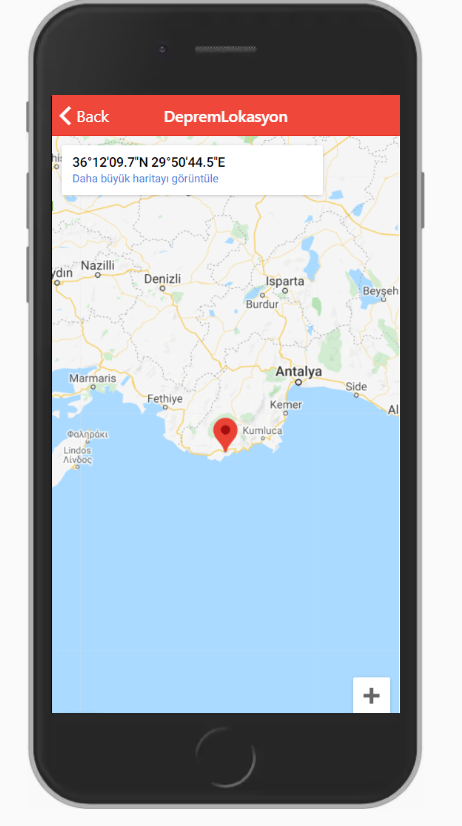 Back
DepremLokasyon
36°12'09.7"N 29°50'44.5"E
Daha büyük haritayı görüntüle
his
Nazilli
ydın
Denizli
Isparta
Burdur
Beyşeh
Antalya
Marmaris
Side
Fethiye
Kemer
Al
Φαληράκι
Kumluca
Lindos
Λίνδος
+